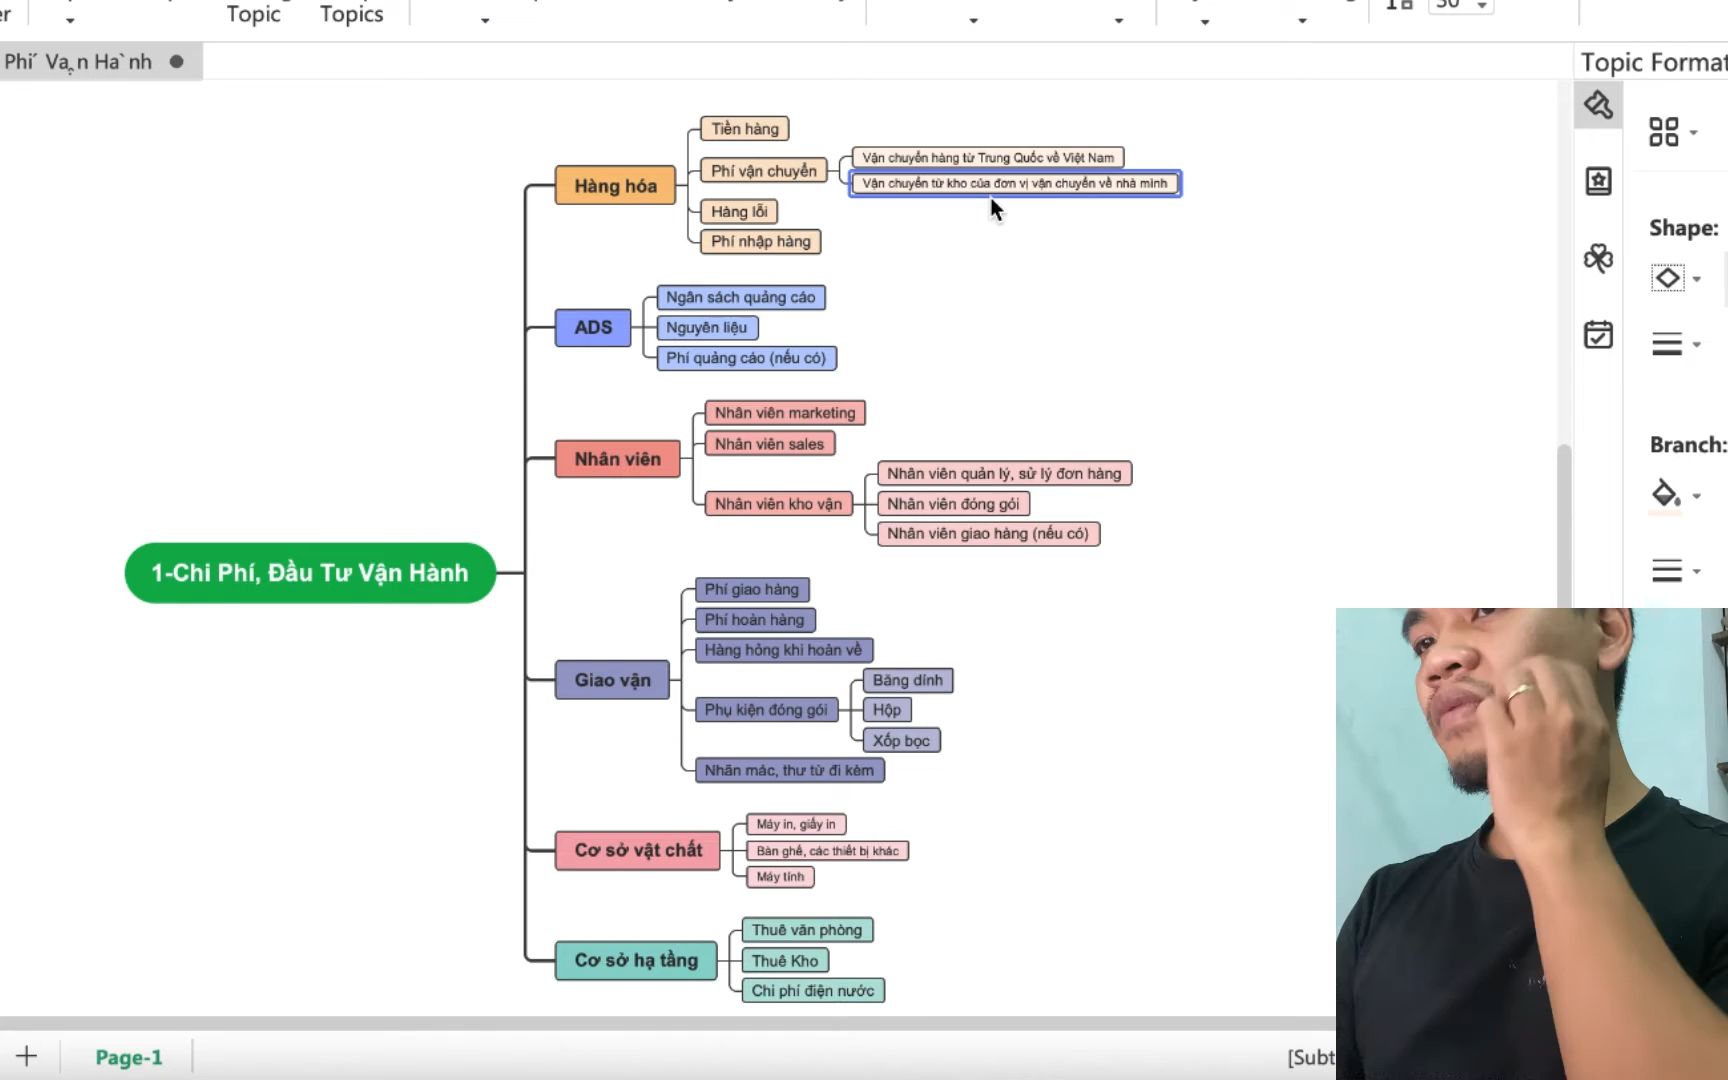 Topic
Topics
30
Phí Vận Hành
Topic Format
Tiền hàng
Phí vận chuyển
Vận chuyển hàng từ Trung Quốc về Việt Nam
Vận chuyển từ kho của đơn vị vận chuyển về nhà mình
Hàng hóa
Hàng lỗi
Phí nhập hàng
Shape:
Ngân sách quảng cáo
ADS
Nguyên liệu
Phí quảng cáo (nếu có)
Nhân viên marketing
Nhân viên sales
Branch:
Nhân viên
Nhân viên quản lý, sử lý đơn hàng
Nhân viên kho vận
Nhân viên đóng gói
Nhân viên giao hàng (nếu có)
1-Chi Phí, Đầu Tư Vận Hành
Phí giao hàng
Phí hoàn hàng
Hàng hỏng khi hoàn về
Giao vận
Băng dính
Phụ kiện đóng gói
Hộp
Xốp bọc
Nhãn mác, thư từ đi kèm
Máy in, giấy in
Cơ sở vật chất
Bàn ghế, các thiết bị khác
Máy tính
Thuê văn phòng
Cơ sở hạ tầng
Thuê Kho
Chi phí điện nước
Page-1
[Subt